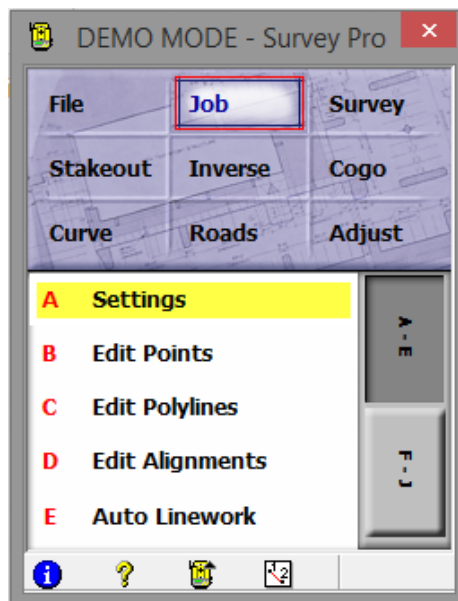 DEMO MODE - Survey Pro
File Job Survey
Stakeout Inverse Cogo
Curve Roads Adjust
A Settings
B Edit Points
C Edit Polylines
D Edit Alignments
E Auto Linework
A - E
F - J